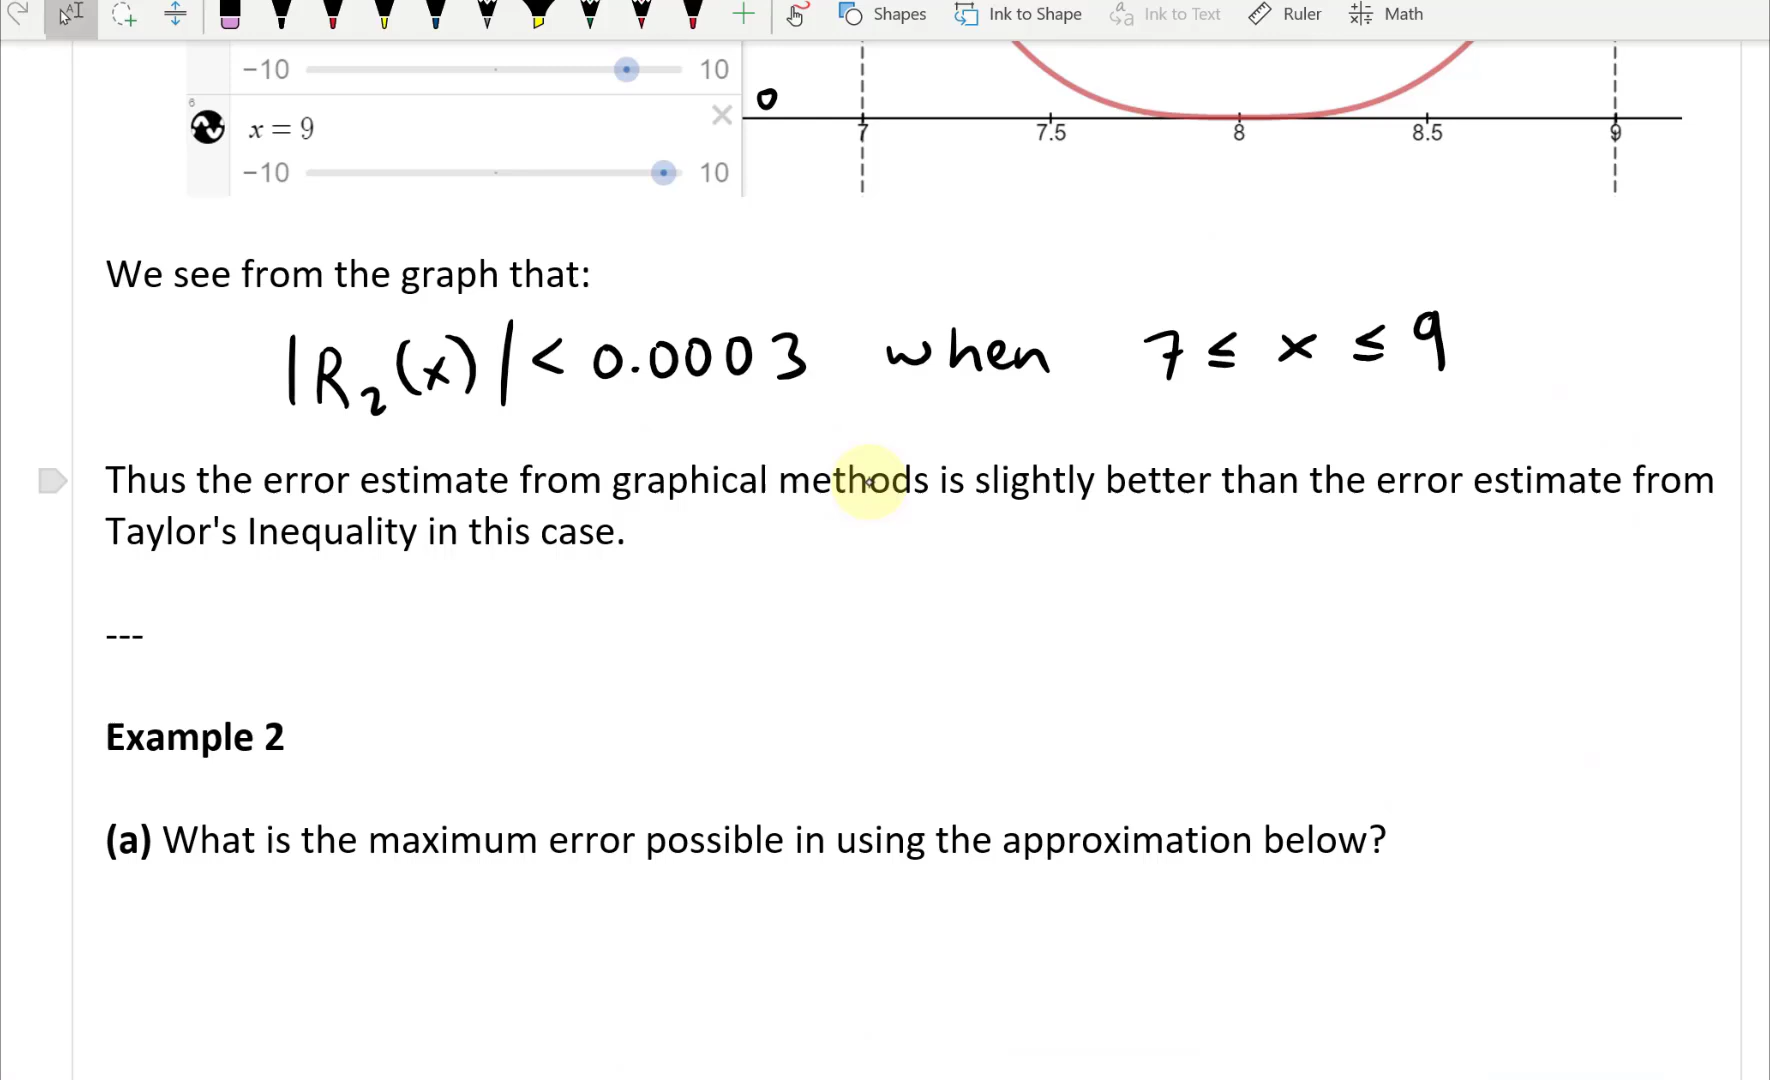 Shapes Ink to Shape Ink to Text Ruler Math
−10 10
6
x = 9
−10 10
0
7 7.5 8 8.5 9
We see from the graph that:
|R₂(x)| < 0.0003 when 7 ≤ x ≤ 9
Thus the error estimate from graphical methods is slightly better than the error estimate from
Taylor's Inequality in this case.
---
Example 2
(a) What is the maximum error possible in using the approximation below?